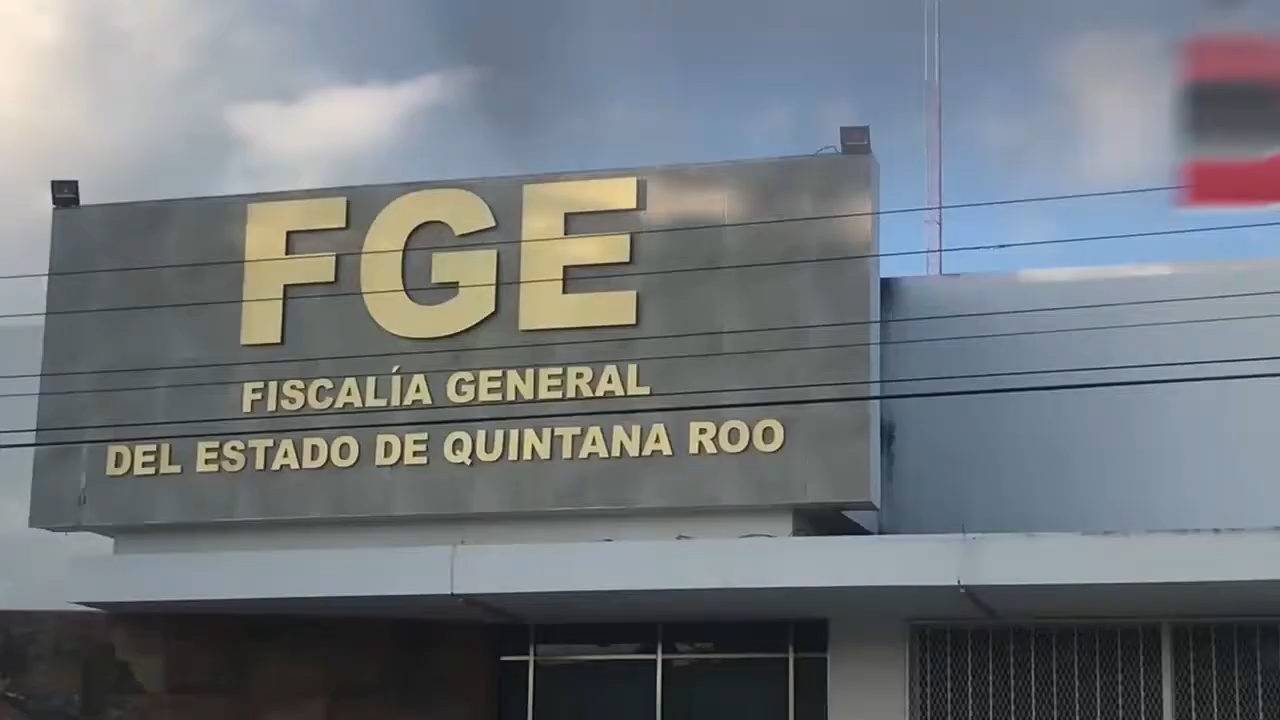 FGE
FISCALÍA GENERAL
DEL ESTADO DE QUINTANA ROO